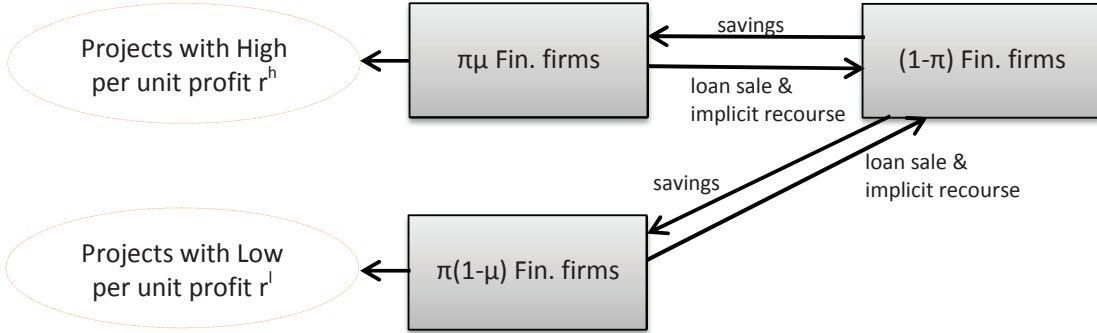 Projects with High
per unit profit r^h
πμ Fin. firms
savings
loan sale &
implicit recourse
(1-π) Fin. firms
savings
loan sale &
implicit recourse
Projects with Low
per unit profit r^l
π(1-μ) Fin. firms